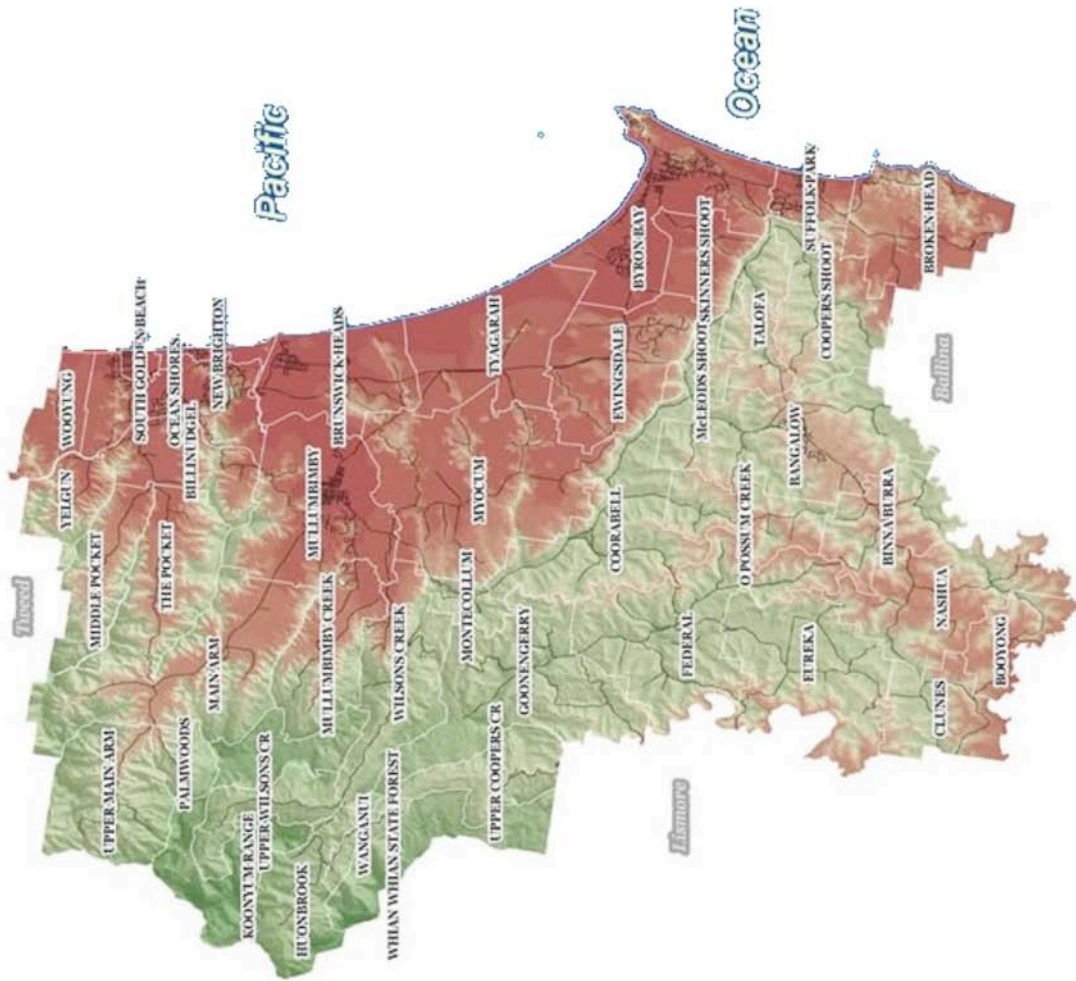 Tweed
YELGUN
WOOYUNG
MIDDLE POCKET
UPPER MAIN ARM
SOUTH GOLDEN BEACH
THE POCKET
OCEAN SHORES
PALMWOODS
BILLINUDGEL
MAIN ARM
NEW BRIGHTON
KOONYUM RANGE
UPPER WILSONS CR
Pacific
HUONBROOK
MULLUMBIMBY
MULLUMBIMBY CREEK
BRUNSWICK HEADS
WANGANUI
WHIAN WHIAN STATE FOREST
WILSONS CREEK
MONTECOLLUM
MYOCUM
TYAGARAH
UPPER COOPERS CR
GOONENGERRY
COORABELL
EWINGSDALE
BYRON BAY
Lismore
FEDERAL
McLEODS SHOOT
SKINNERS SHOOT
O POSSUM CREEK
Ocean
TALOFA
BANGALOW
EUREKA
SUFFOLK PARK
COOPERS SHOOT
BINNA BURRA
BROKEN HEAD
CLUNES
NASHUA
Ballina
BOOYONG